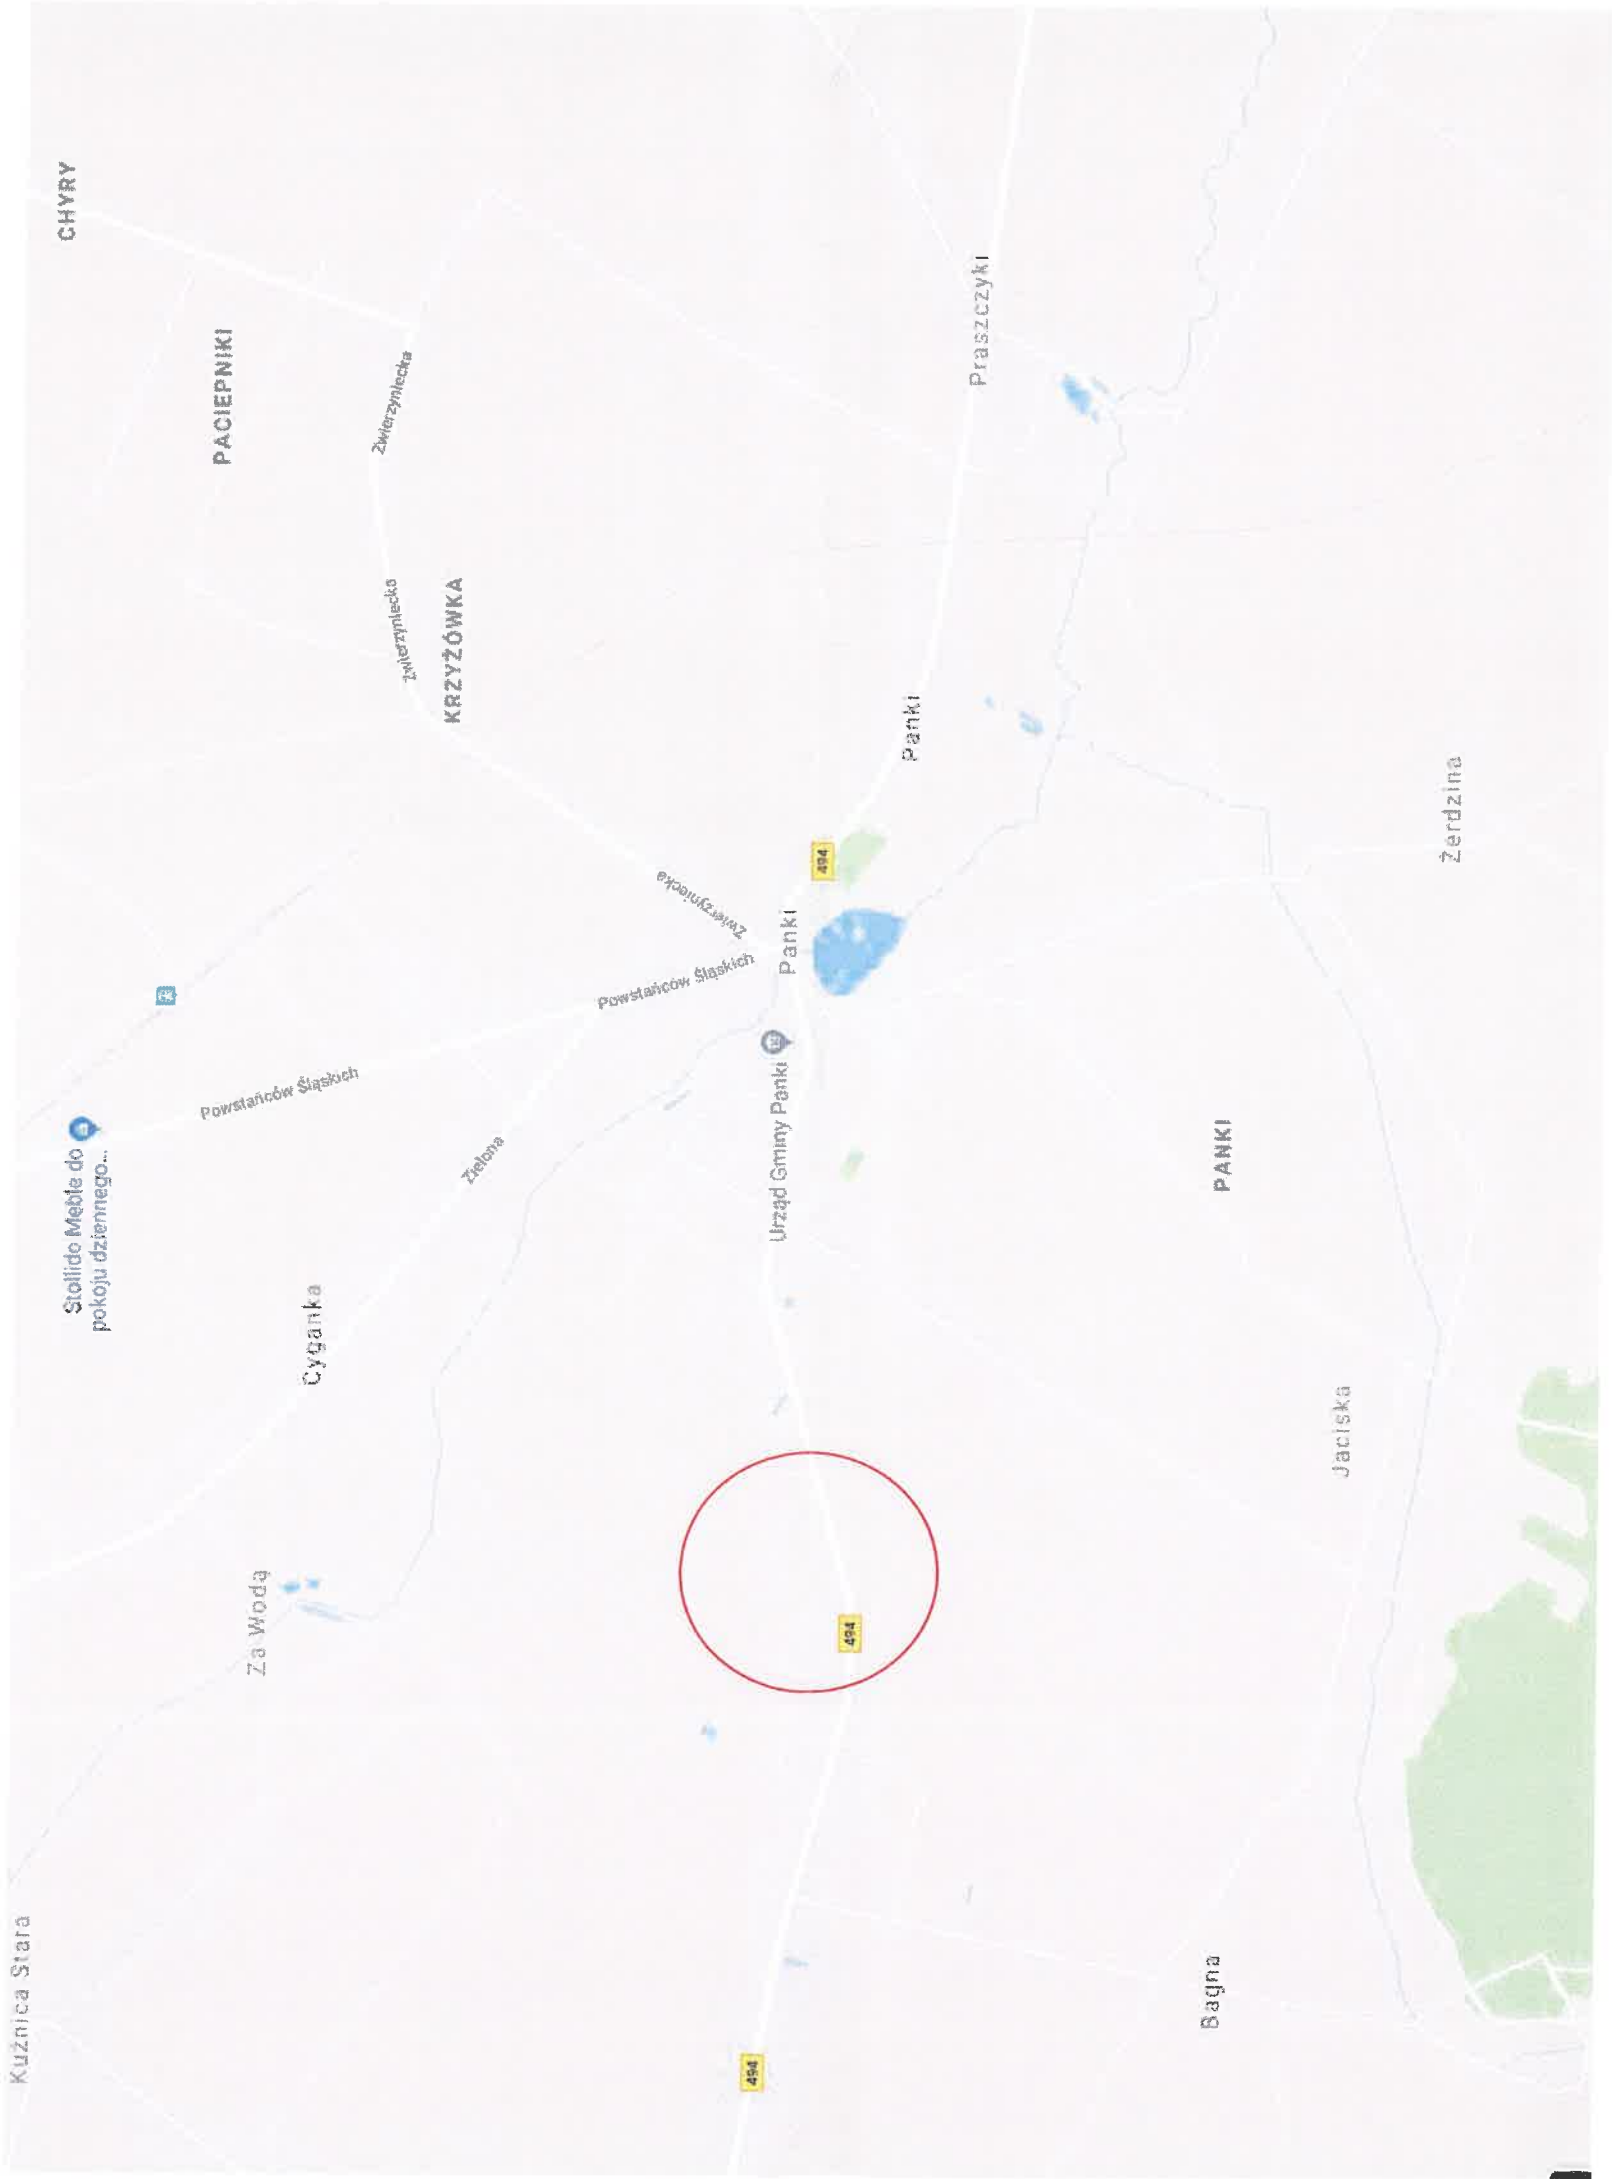 Kuźnica Stara
CHYRY
Stollido Meble do
pokoju dziennego...
PACIEPNIKI
Za Wodą
Cyganka
Powstańców Śląskich
Zwierzyniecka
Zwierzyniecka
KRZYŻÓWKA
Zielona
Powstańców Śląskich
Zwierzyniecka
494
Urząd Gminy Panki
Panki
494
494
Panki
Praszczyki
Bagna
PANKI
Jaciska
Żerdzina